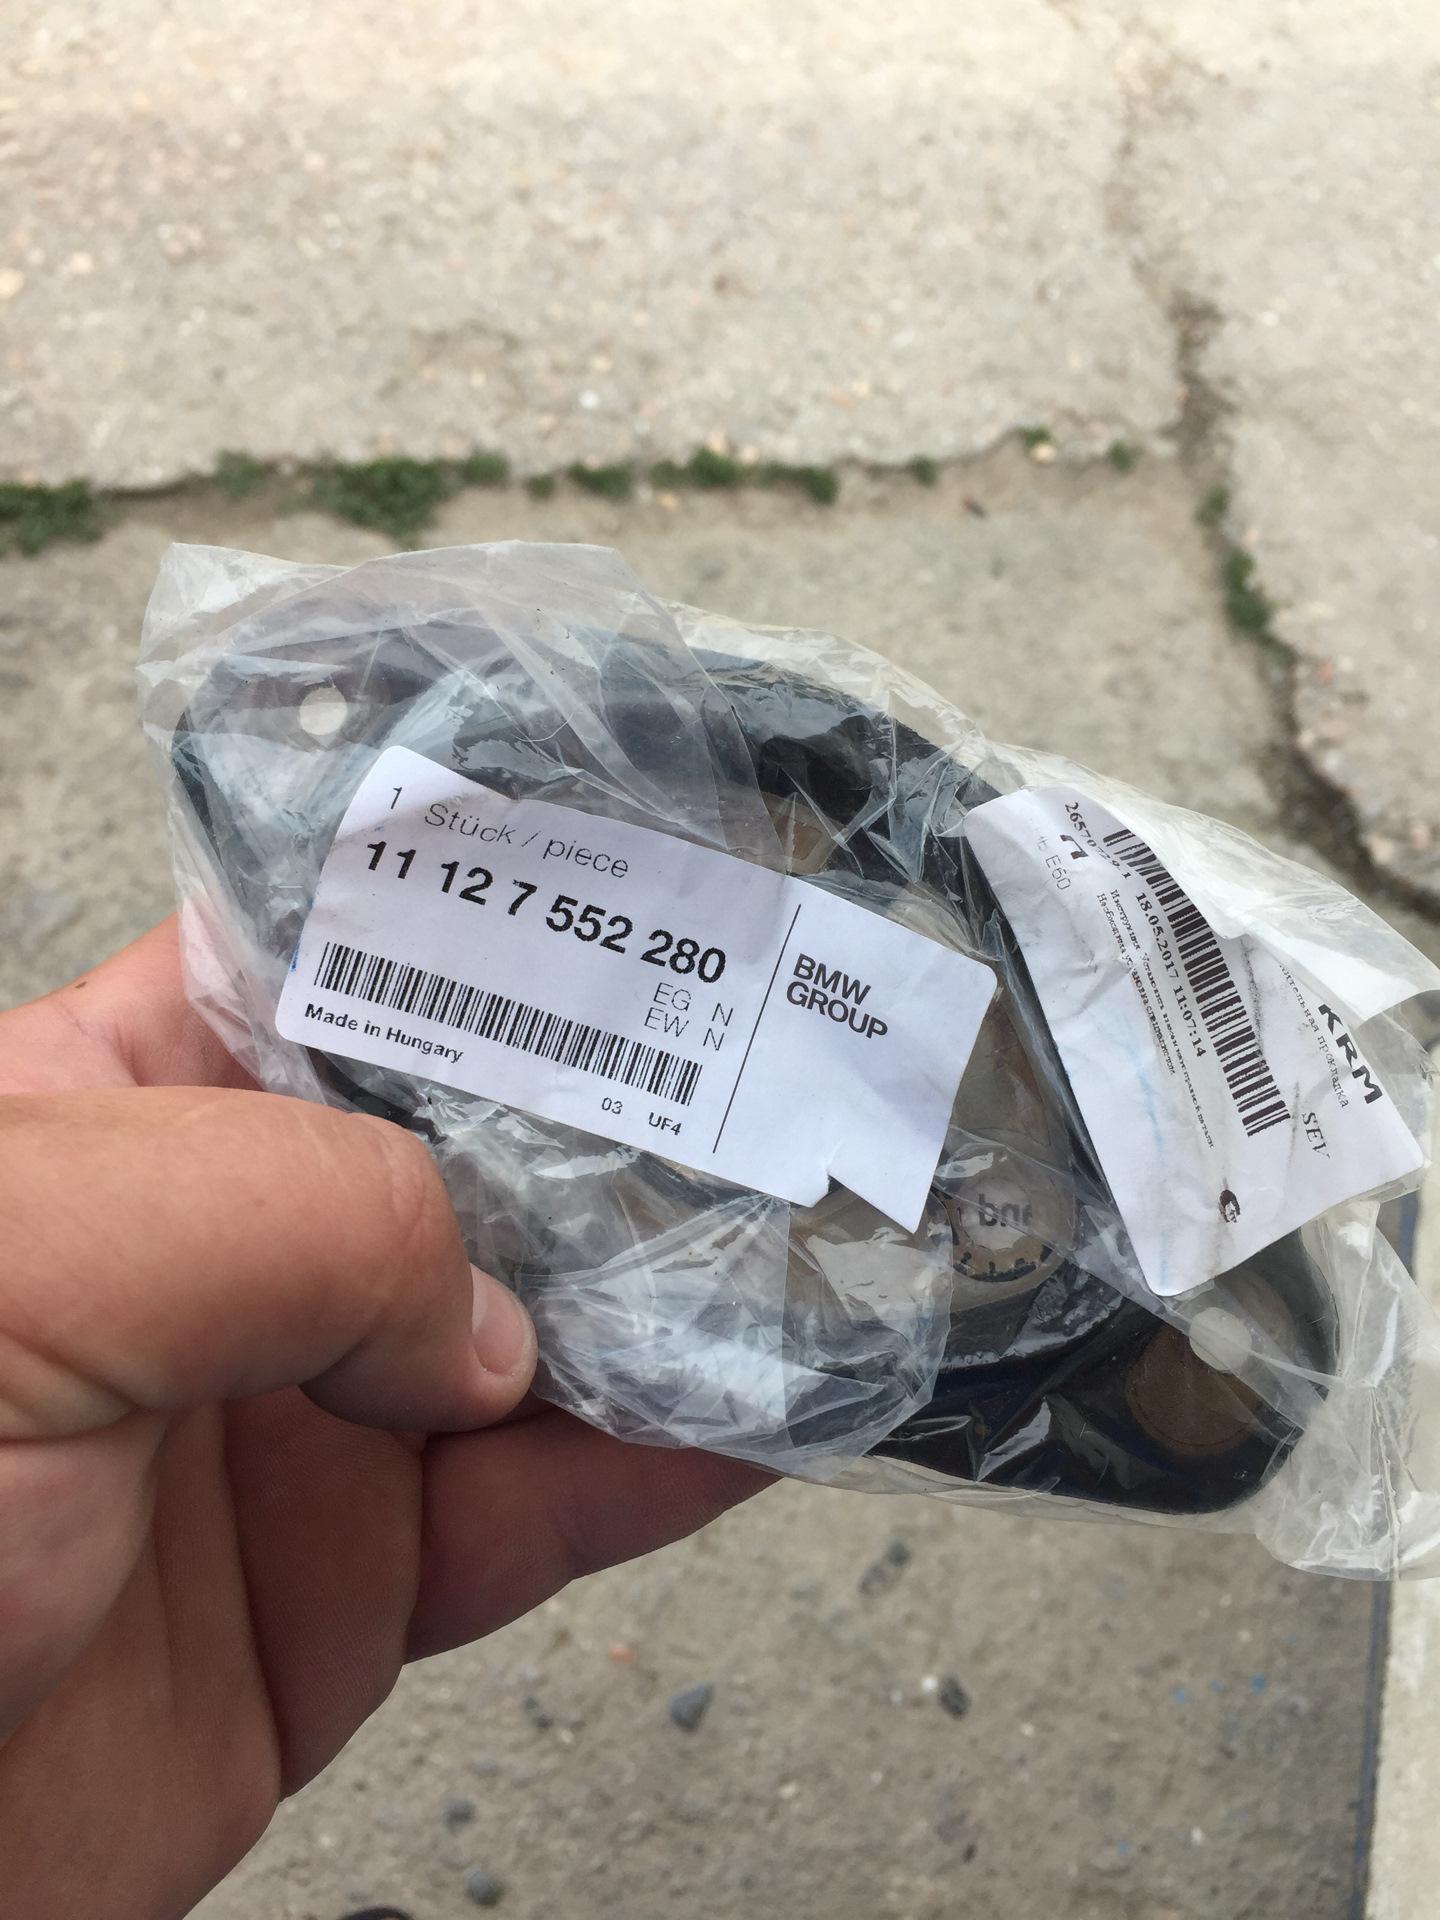 1 Stück / piece
11 12 7 552 280
EG N
EW N
Made in Hungary
03 UF4
BMW
GROUP
E60
18.05.2017 11:07:14
прокладка
KRM
SEV